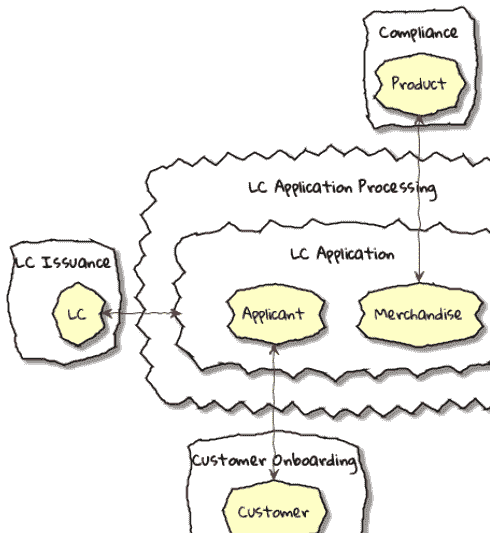 Compliance
Product
LC Application Processing
LC Application
LC Issuance
LC
Applicant
Merchandise
Customer Onboarding
Customer